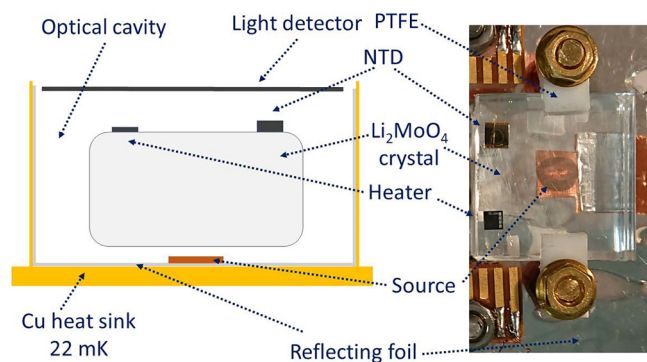 Optical cavity
Light detector
PTFE
NTD
Li₂MoO₄
crystal
Heater
Source
Cu heat sink
22 mK
Reflecting foil